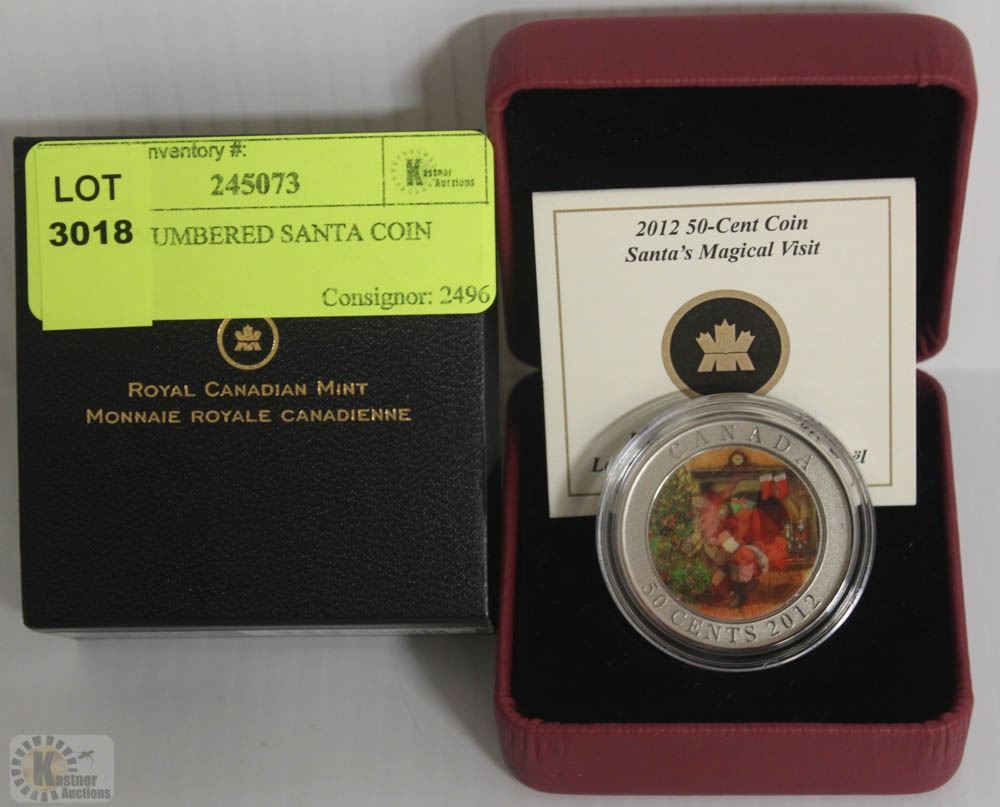 nventory #:
245073
Kastner
Auctions
LOT
3018
UMBERED SANTA COIN
Consignor: 2496
ROYAL CANADIAN MINT
MONNAIE ROYALE CANADIENNE
2012 50-Cent Coin
Santa's Magical Visit
CANADA
50 CENTS 2012
Kastner
Auctions